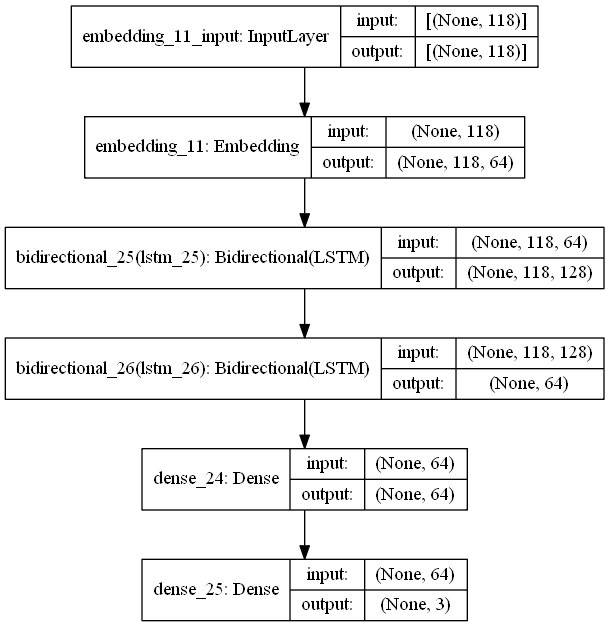 embedding_11_input: InputLayer input: [(None, 118)]
output: [(None, 118)]
embedding_11: Embedding input: (None, 118)
output: (None, 118, 64)
bidirectional_25(lstm_25): Bidirectional(LSTM) input: (None, 118, 64)
output: (None, 118, 128)
bidirectional_26(lstm_26): Bidirectional(LSTM) input: (None, 118, 128)
output: (None, 64)
dense_24: Dense input: (None, 64)
output: (None, 64)
dense_25: Dense input: (None, 64)
output: (None, 3)